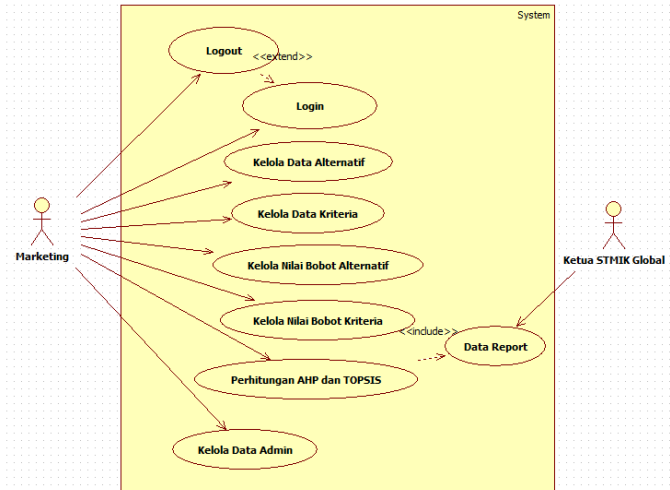 System
Logout
<<extend>>
Login
Kelola Data Alternatif
Kelola Data Kriteria
Marketing
Ketua STMIK Global
Kelola Nilai Bobot Alternatif
Kelola Nilai Bobot Kriteria
<<include>>
Data Report
Perhitungan AHP dan TOPSIS
Kelola Data Admin